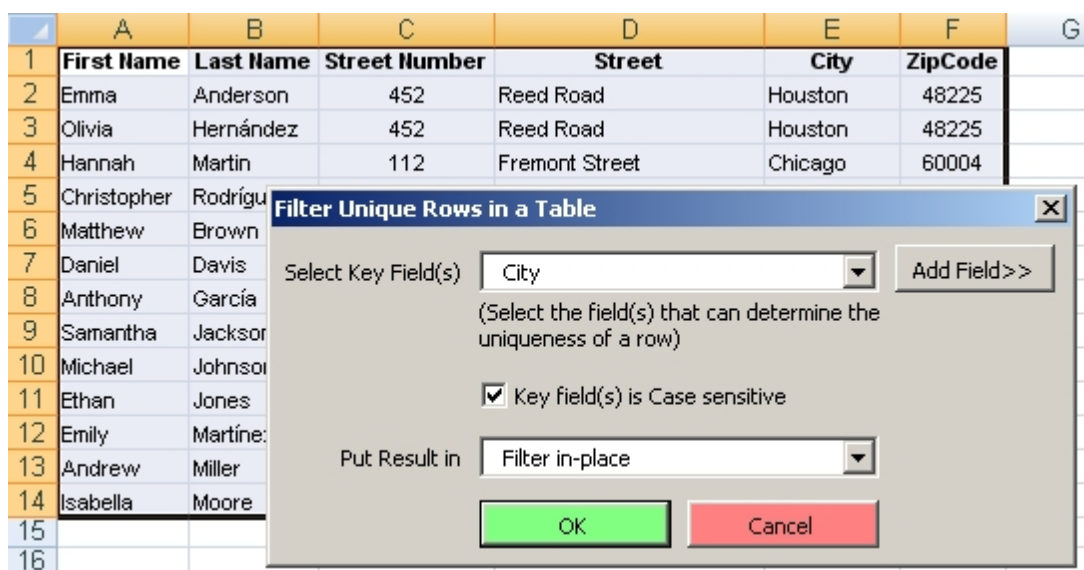 A B C D E F G
1 First Name Last Name Street Number Street City ZipCode
2 Emma Anderson 452 Reed Road Houston 48225
3 Olivia Hernández 452 Reed Road Houston 48225
4 Hannah Martin 112 Fremont Street Chicago 60004
5 Christopher Rodrígu
6 Matthew Brown
7 Daniel Davis
8 Anthony García
9 Samantha Jackson
10 Michael Johnso
11 Ethan Jones
12 Emily Martíne
13 Andrew Miller
14 Isabella Moore
15
16
Filter Unique Rows in a Table
Select Key Field(s) City Add Field>>
(Select the field(s) that can determine the
uniqueness of a row)
Key field(s) is Case sensitive
Put Result in Filter in-place
OK Cancel